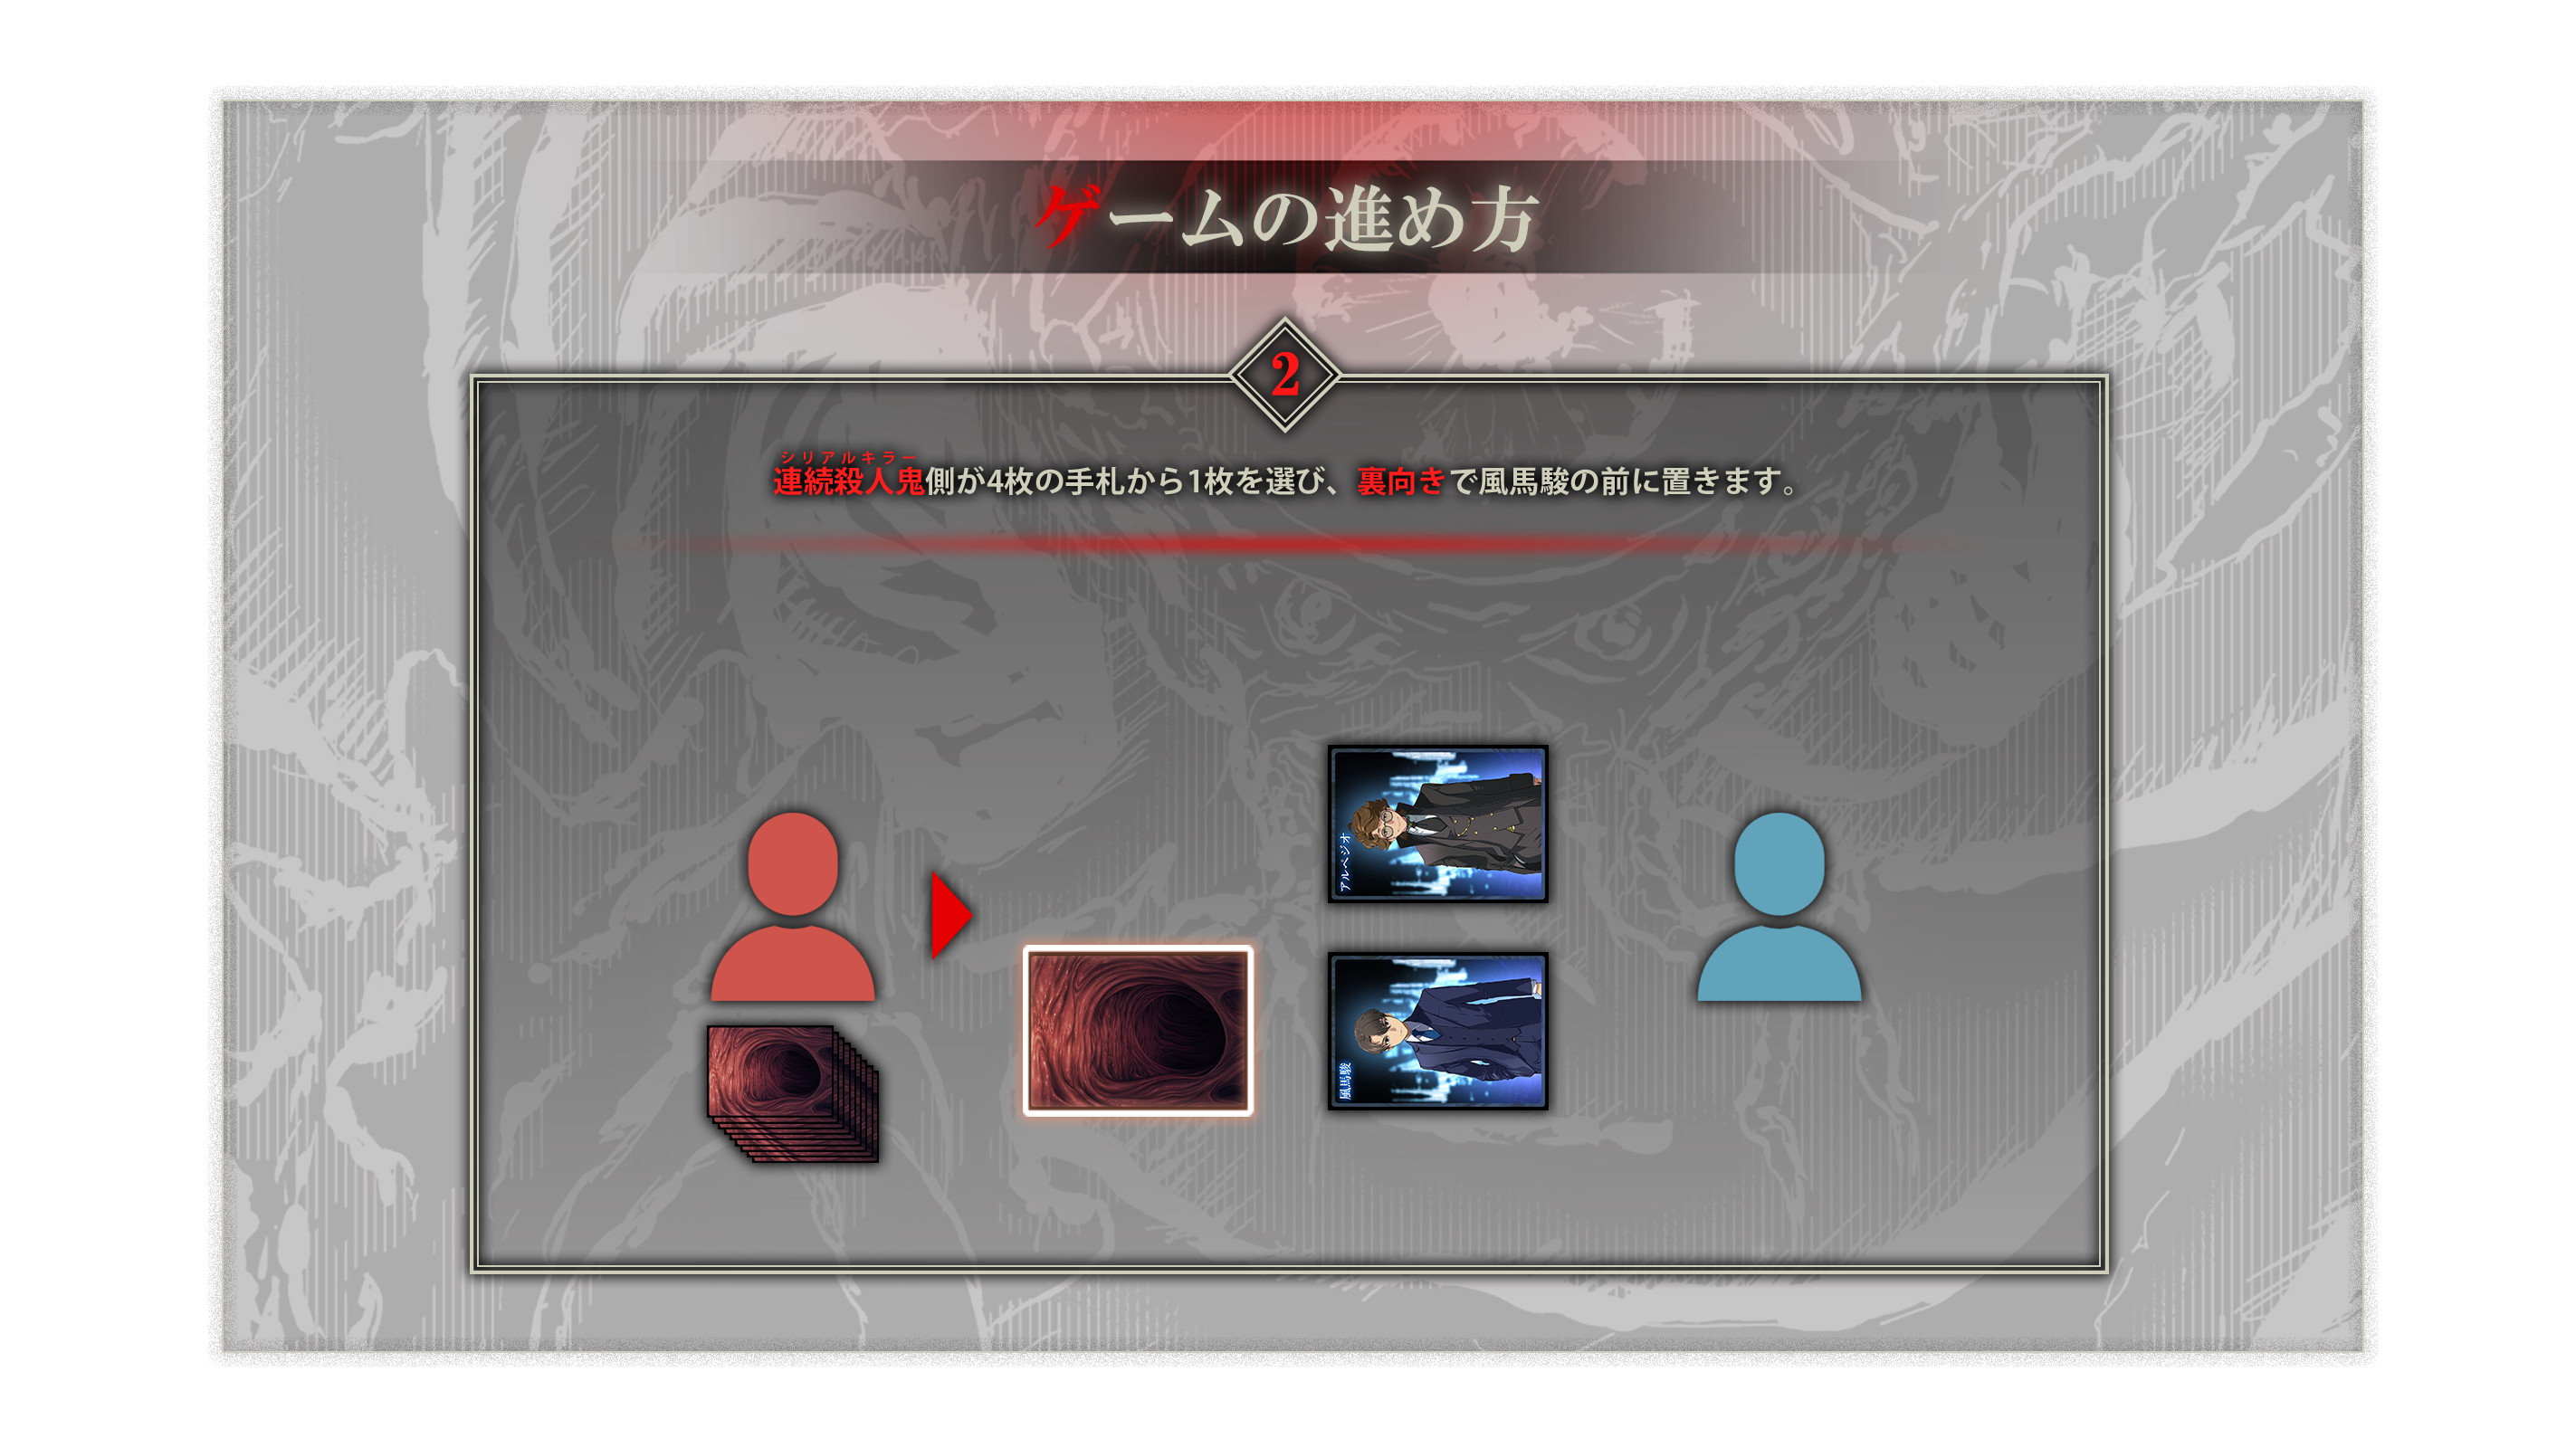 ゲームの進め方
2
シリアルキラー
連続殺人鬼側が4枚の手札から1枚を選び、裏向きで風馬駿の前に置きます。
アルペジオ
風馬駿